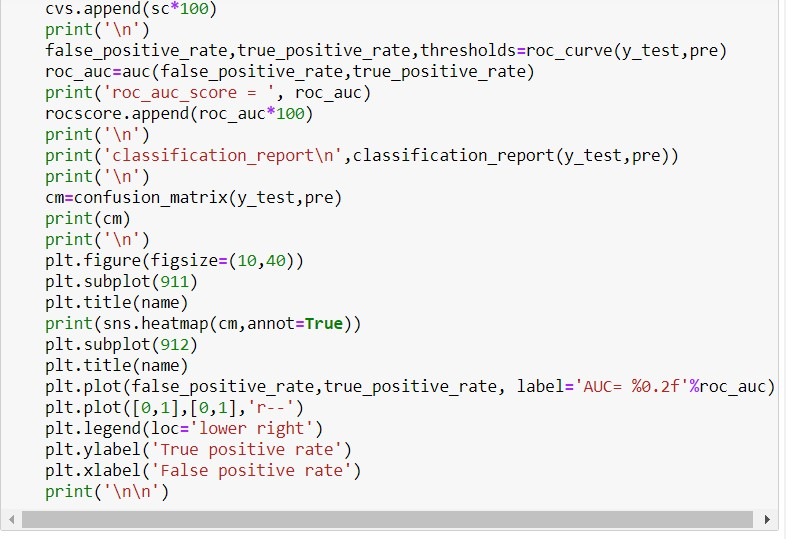 cvs.append(sc*100)
print('\n')
false_positive_rate,true_positive_rate,thresholds=roc_curve(y_test,pre)
roc_auc=auc(false_positive_rate,true_positive_rate)
print('roc_auc_score = ', roc_auc)
rocscore.append(roc_auc*100)
print('\n')
print('classification_report\n',classification_report(y_test,pre))
print('\n')
cm=confusion_matrix(y_test,pre)
print(cm)
print('\n')
plt.figure(figsize=(10,40))
plt.subplot(911)
plt.title(name)
print(sns.heatmap(cm,annot=True))
plt.subplot(912)
plt.title(name)
plt.plot(false_positive_rate,true_positive_rate, label='AUC= %0.2f'%roc_auc)
plt.plot([0,1],[0,1],'r--')
plt.legend(loc='lower right')
plt.ylabel('True positive rate')
plt.xlabel('False positive rate')
print('\n\n')